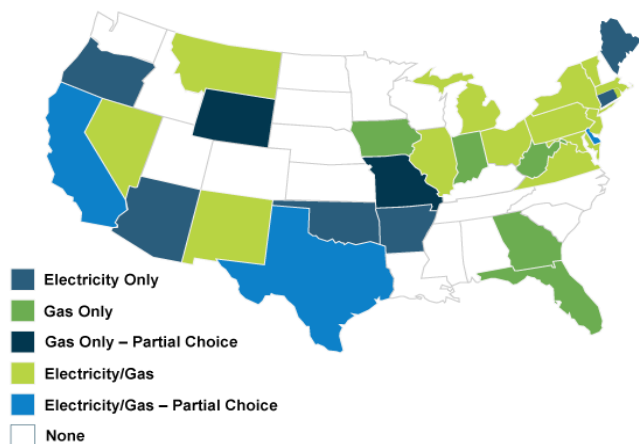 Electricity Only
Gas Only
Gas Only – Partial Choice
Electricity/Gas
Electricity/Gas – Partial Choice
None